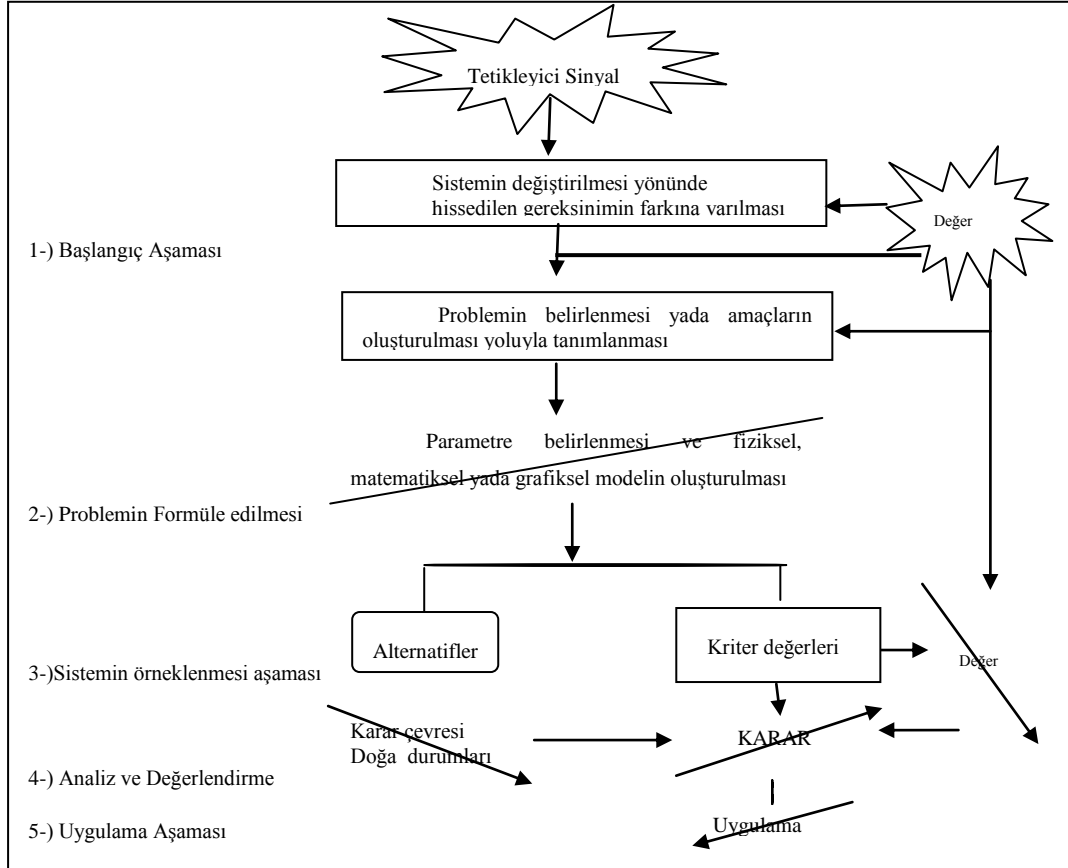 Tetikleyici Sinyal
Sistemin değiştirilmesi yönünde
hissedilen gereksinimin farkına varılması
Değer
1-) Başlangıç Aşaması
Problemin belirlenmesi yada amaçların
oluşturulması yoluyla tanımlanması
Parametre belirlenmesi ve fiziksel,
matematiksel yada grafiksel modelin oluşturulması
2-) Problemin Formüle edilmesi
Alternatifler
Kriter değerleri
Değer
3-)Sistemin örneklenmesi aşaması
Karar çevresi
Doğa durumları
KARAR
4-) Analiz ve Değerlendirme
5-) Uygulama Aşaması
Uygulama